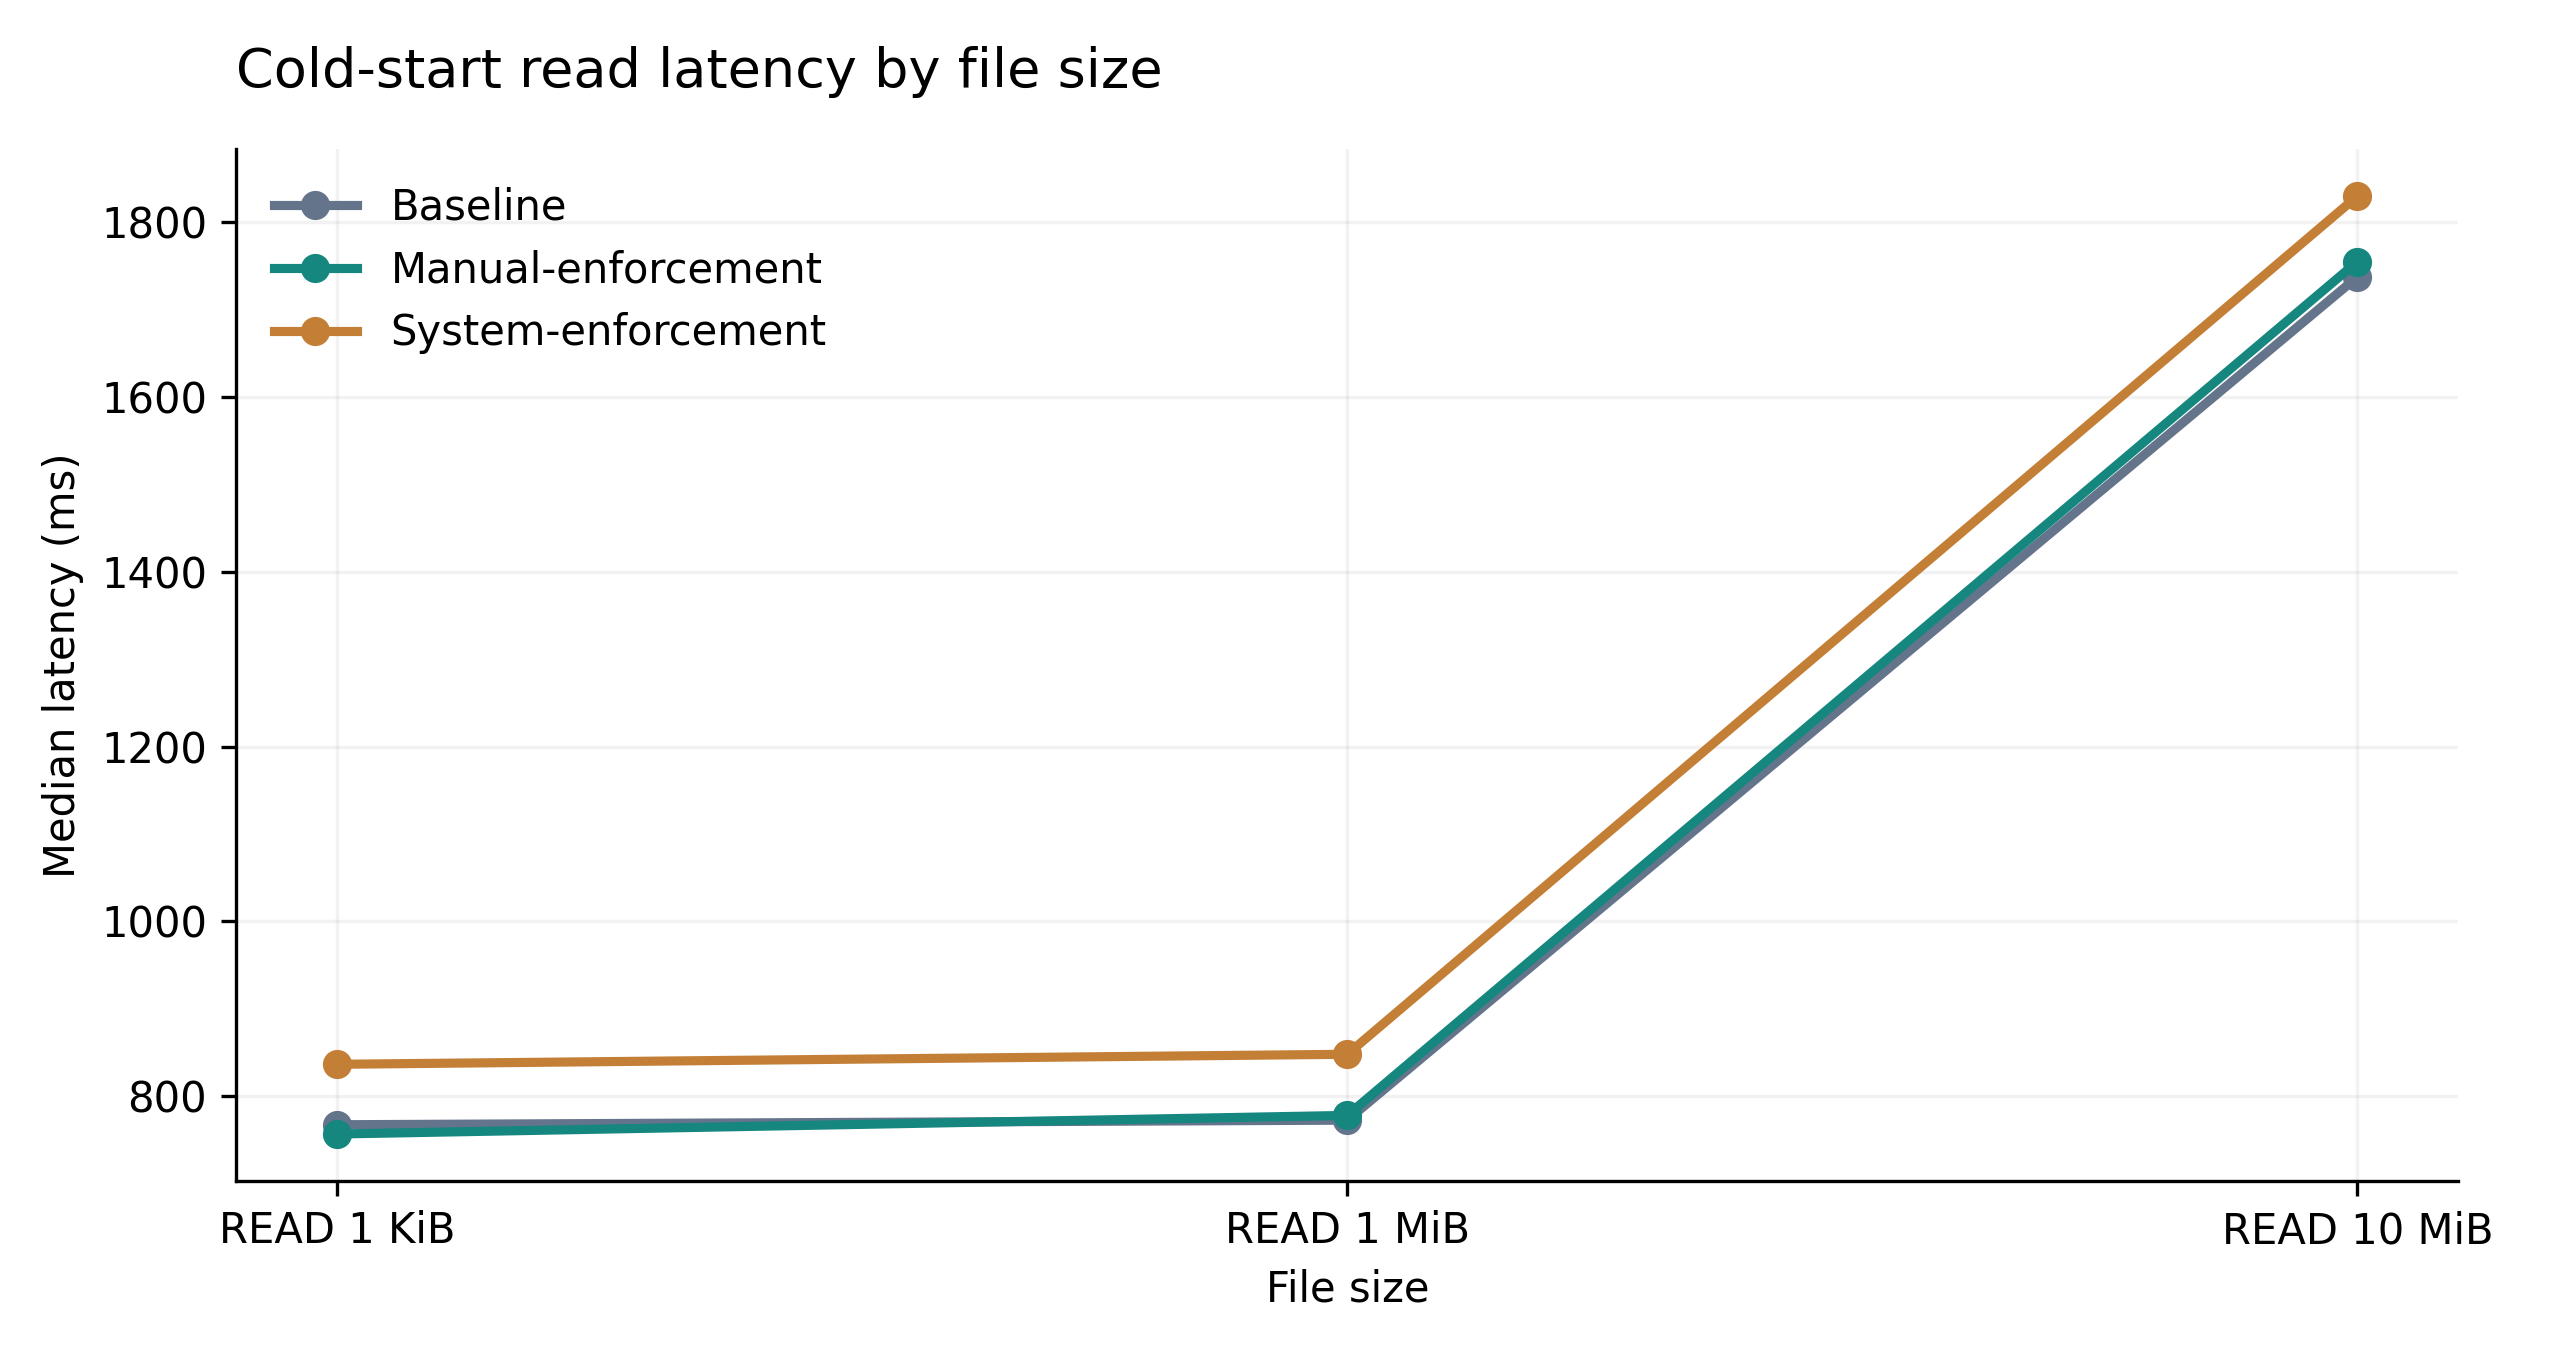 Cold-start read latency by file size
Baseline
Manual-enforcement
System-enforcement
1800
1600
1400
1200
1000
800
Median latency (ms)
READ 1 KiB
READ 1 MiB
READ 10 MiB
File size